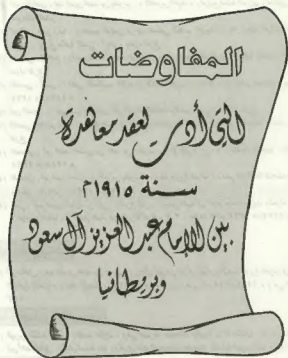 المفاوضات
التي أدت لعقد معاهدة
سنة ١٩١٥م
بين الإمام عبد العزيز آل سعود
وبريطانيا